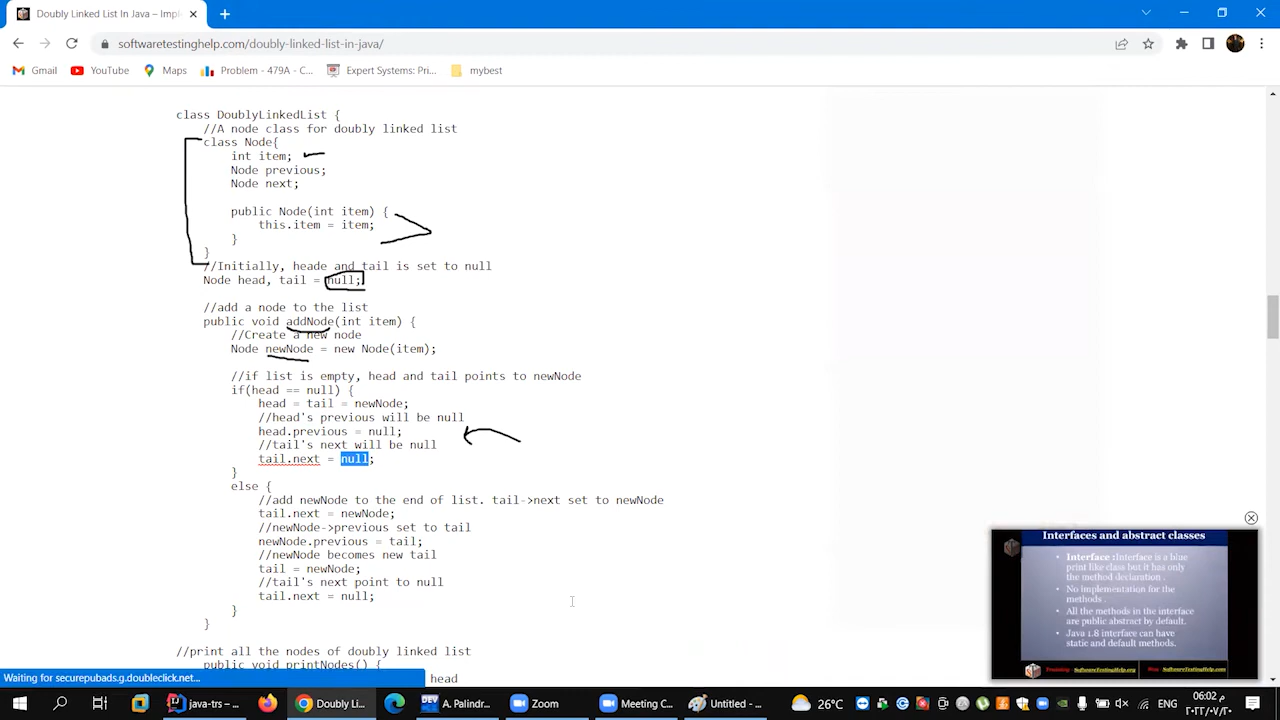 Doubly Linked List In Java – Impl
softwaretestinghelp.com/doubly-linked-list-in-java/
Gmail
YouTube
Maps
Problem - 479A - C...
Expert Systems: Pri...
mybest
class DoublyLinkedList {
//A node class for doubly linked list
class Node{
int item;
Node previous;
Node next;
public Node(int item) {
this.item = item;
}
}
//Initially, heade and tail is set to null
Node head, tail = null;
//add a node to the list
public void addNode(int item) {
//Create a new node
Node newNode = new Node(item);
//if list is empty, head and tail points to newNode
if(head == null) {
head = tail = newNode;
//head's previous will be null
head.previous = null;
//tail's next will be null
tail.next = null;
}
else {
//add newNode to the end of list. tail->next set to newNode
tail.next = newNode;
//newNode->previous set to tail
newNode.previous = tail;
//newNode becomes new tail
tail = newNode;
//tail's next point to null
tail.next = null;
}
}
//print all the nodes of doubly linked list
public void printNodes() {
head
Interfaces and abstract classes
• Interface :Interface is a blue
print like class but it has only
the method declaration .
• No implementation for the
methods .
• All the methods in the interface
are public abstract by default.
• Java 1.8 interface can have
static and default methods.
SoftwareTestingHelp.org
SoftwareTestingHelp.com
Waiting for securepubads.g.doubleclick.net...
java-trs – ...
Doubly Li...
A. Palindr...
Zoom
Meeting C...
Untitled - ...
26°C
06:02 م